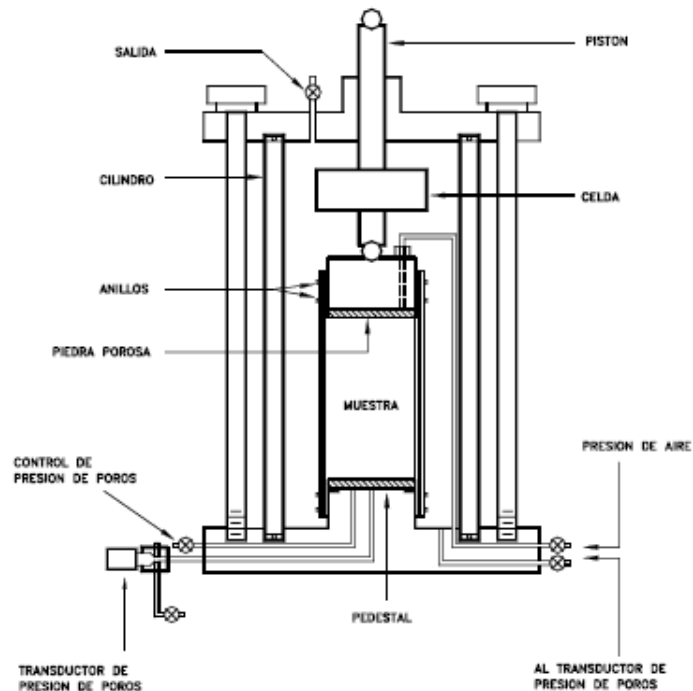 SALIDA
PISTON
CILINDRO
CELDA
ANILLOS
PIEDRA POROSA
MUESTRA
CONTROL DE
PRESION DE POROS
PRESION DE AIRE
PEDESTAL
TRANSDUCTOR DE
PRESION DE POROS
AL TRANSDUCTOR DE
PRESION DE POROS